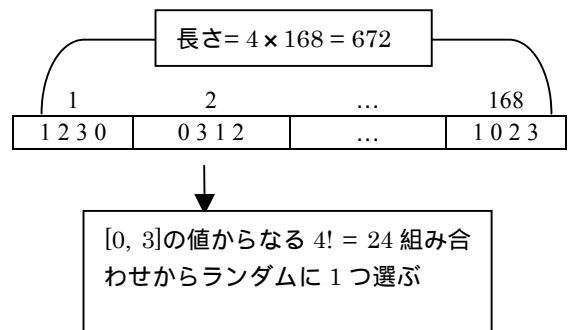 長さ= 4 × 168 = 672
1 2 … 168
1 2 3 0 0 3 1 2 … 1 0 2 3
[0, 3]の値からなる 4! = 24 組み合
わせからランダムに 1 つ選ぶ